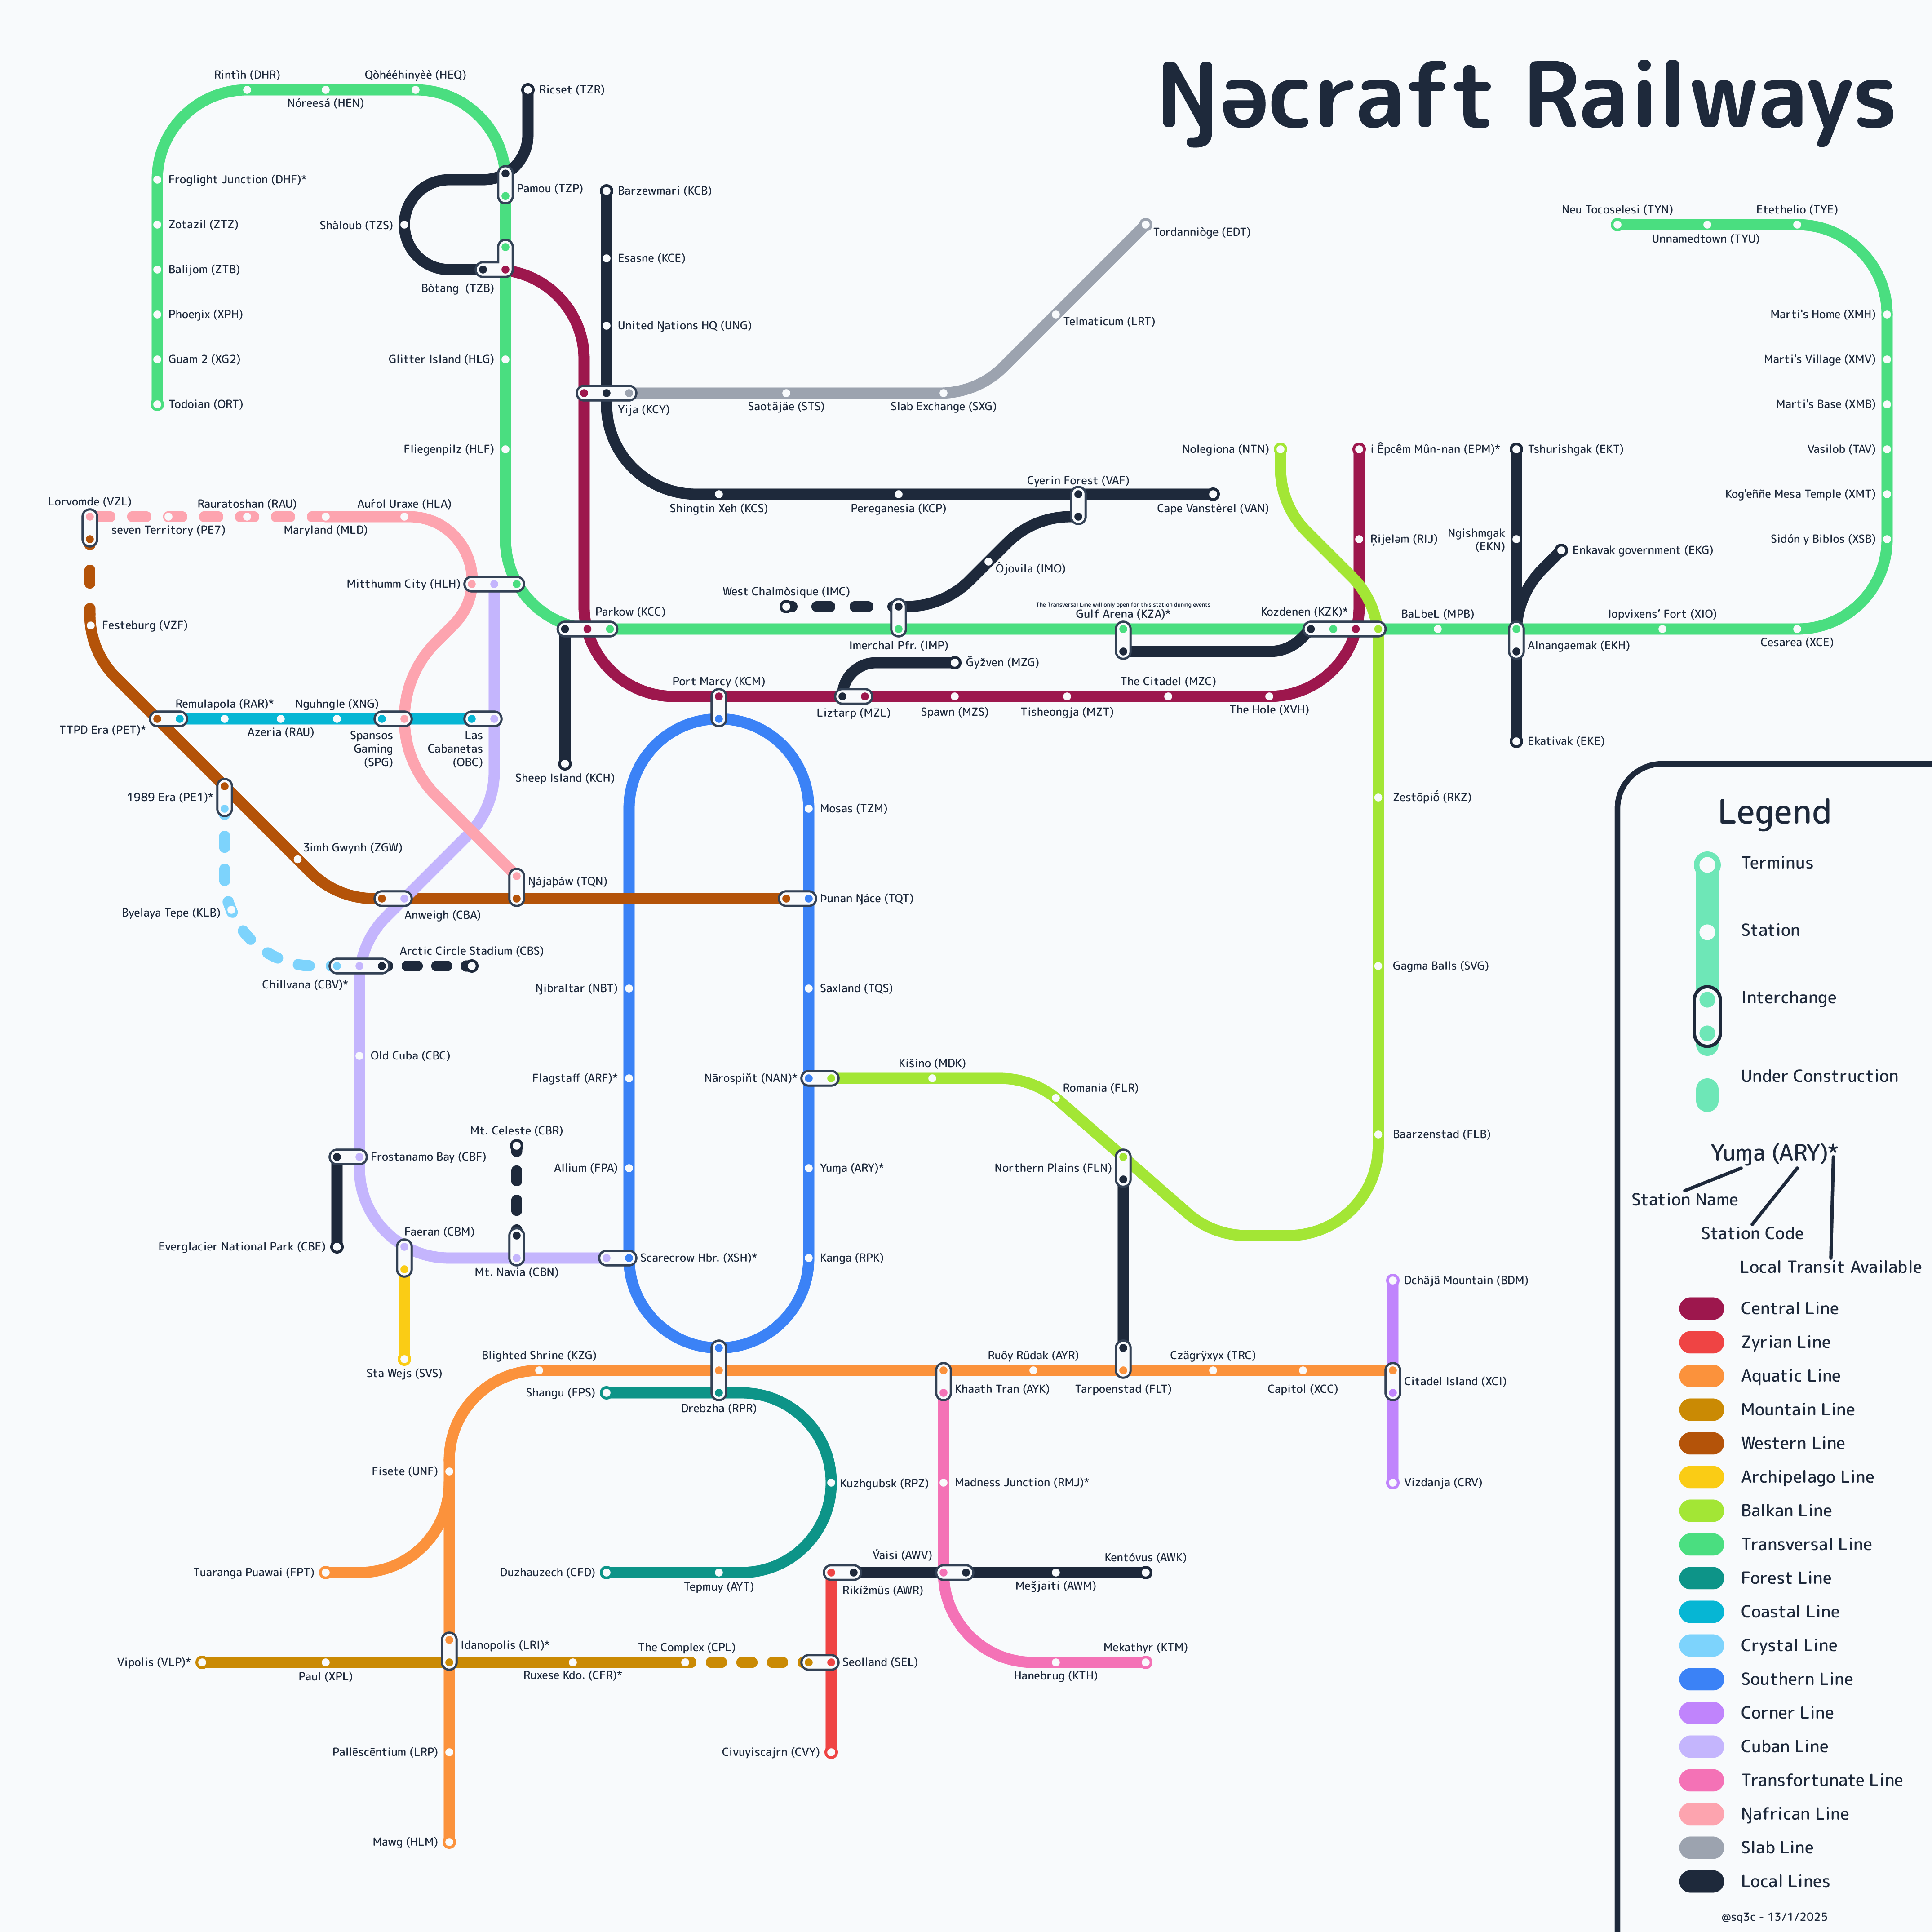 Ŋəcraft Railways
Rintìh (DHR)
Qòhééhinyèè (HEQ)
Nóreesá (HEN)
Ricset (TZR)
Froglight Junction (DHF)*
Pamou (TZP)
Barzewmari (KCB)
Neu Tocoselesi (TYN)
Etethelio (TYE)
Zotazil (ZTZ)
Shàloub (TZS)
Tordanniòge (EDT)
Unnamedtown (TYU)
Balijom (ZTB)
Esasne (KCE)
Bòtang (TZB)
Phoeŋix (XPH)
United Ŋations HQ (UNG)
Telmaticum (LRT)
Marti's Home (XMH)
Guam 2 (XG2)
Glitter Island (HLG)
Marti's Village (XMV)
Todoian (ORT)
Yija (KCY)
Saotäjäe (STS)
Slab Exchange (SXG)
Marti's Base (XMB)
Fliegenpilz (HLF)
Nolegiona (NTN)
i Êpcêm Mûn-nan (EPM)*
Tshurishgak (EKT)
Vasilob (TAV)
Cyerin Forest (VAF)
Kog'eññe Mesa Temple (XMT)
Lorvomde (VZL)
Rauratoshan (RAU)
Auŕol Uraxe (HLA)
Shingtin Xeh (KCS)
Pereganesia (KCP)
Cape Vanstèrel (VAN)
seven Territory (PE7)
Maryland (MLD)
Ŗijeləm (RIJ)
Ngishmgak
(EKN)
Sidón y Biblos (XSB)
Enkavak government (EKG)
Òjovila (IMO)
Mitthumm City (HLH)
West Chalmòsique (IMC)
The Transversal Line will only open for this station during events
Festeburg (VZF)
Parkow (KCC)
Gulf Arena (KZA)*
Kozdenen (KZK)*
BaLbeL (MPB)
Iopvixens' Fort (XIO)
Imerchal Pfr. (IMP)
Alnangaemak (EKH)
Cesarea (XCE)
Ğyžven (MZG)
Port Marcy (KCM)
The Citadel (MZC)
Remulapola (RAR)*
Nguhngle (XNG)
Liztarp (MZL)
Spawn (MZS)
Tisheongja (MZT)
The Hole (XVH)
TTPD Era (PET)*
Azeria (RAU)
Spansos
Gaming
(SPG)
Las
Cabanetas
(OBC)
Ekativak (EKE)
Sheep Island (KCH)
1989 Era (PE1)*
Mosas (TZM)
Zestōpiṓ (RKZ)
Legend
Ʒimh Gwynh (ZGW)
Terminus
Ŋájaþáw (TQN)
Þunan Ŋáce (TQT)
Byelaya Tepe (KLB)
Anweigh (CBA)
Station
Arctic Circle Stadium (CBS)
Gagma Balls (SVG)
Chillvana (CBV)*
Ŋibraltar (NBT)
Saxland (TQS)
Interchange
Old Cuba (CBC)
Kišino (MDK)
Flagstaff (ARF)*
Nārospiňt (NAN)*
Romania (FLR)
Under Construction
Mt. Celeste (CBR)
Baarzenstad (FLB)
Frostanamo Bay (CBF)
Allium (FPA)
Yuɱa (ARY)*
Northern Plains (FLN)
Yuɱa (ARY)*
Station Name
Station Code
Local Transit Available
Faeran (CBM)
Everglacier National Park (CBE)
Mt. Navia (CBN)
Scarecrow Hbr. (XSH)*
Kanga (RPK)
Dchâjâ Mountain (BDM)
Sta Wejs (SVS)
Blighted Shrine (KZG)
Ruôy Rûdak (AYR)
Czägrÿxyx (TRC)
Shangu (FPS)
Drebzha (RPR)
Khaath Tran (AYK)
Tarpoenstad (FLT)
Capitol (XCC)
Citadel Island (XCI)
Fisete (UNF)
Kuzhgubsk (RPZ)
Madness Junction (RMJ)*
Vizdanja (CRV)
Tuaranga Puawai (FPT)
Duzhauzech (CFD)
Tepmuy (AYT)
Rikížmüs (AWR)
V́aisi (AWV)
Meǯjaiti (AWM)
Kentóvus (AWK)
Idanopolis (LRI)*
Vipolis (VLP)*
Paul (XPL)
Ruxese Kdo. (CFR)*
The Complex (CPL)
Seolland (SEL)
Hanebrug (KTH)
Mekathyr (KTM)
Pallēscēntium (LRP)
Civuyiscajrn (CVY)
Mawg (HLM)
Central Line
Zyrian Line
Aquatic Line
Mountain Line
Western Line
Archipelago Line
Balkan Line
Transversal Line
Forest Line
Coastal Line
Crystal Line
Southern Line
Corner Line
Cuban Line
Transfortunate Line
Ŋafrican Line
Slab Line
Local Lines
@sq3c - 13/1/2025